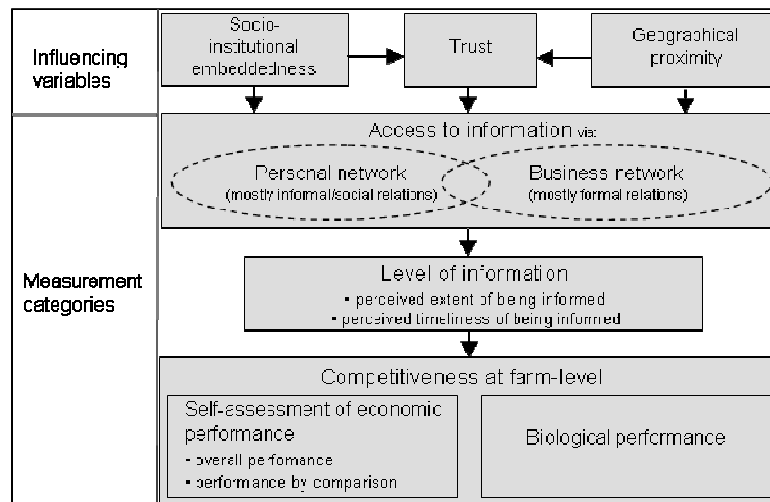 Influencing
variables
Socio-
institutional
embeddedness
Trust
Geographical
proximity
Measurement
categories
Access to information via:
Personal network
(mostly informal/social relations)
Business network
(mostly formal relations)
Level of information
• perceived extent of being informed
• perceived timeliness of being informed
Competitiveness at farm-level
Self-assessment of economic
performance
• overall perfomance
• performance by comparison
Biological performance